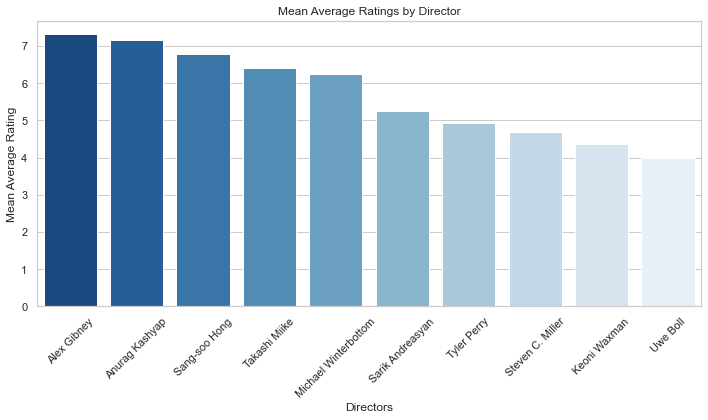 Mean Average Ratings by Director
Mean Average Rating
7
6
5
4
3
2
1
0
Alex Gibney
Anurag Kashyap
Sang-soo Hong
Takashi Miike
Michael Winterbottom
Sarik Andreasyan
Tyler Perry
Steven C. Miller
Keoni Waxman
Uwe Boll
Directors